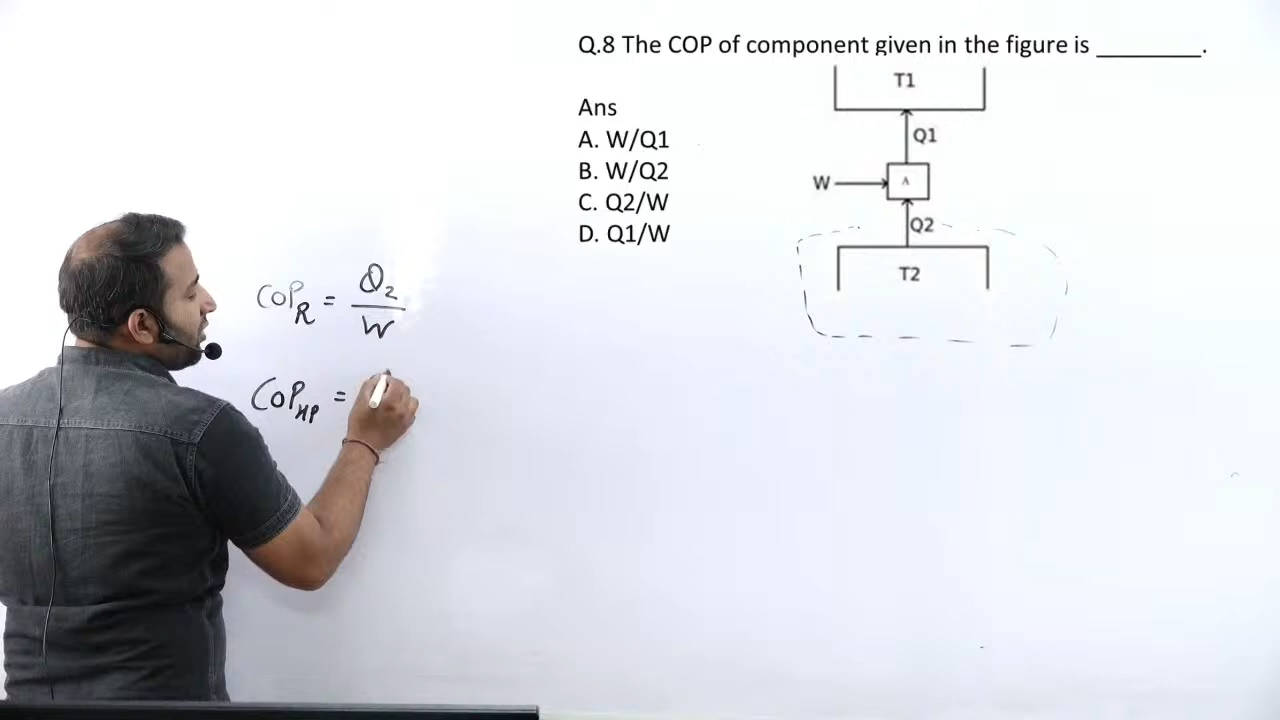 Q.8 The COP of component given in the figure is ________.
Ans
A. W/Q1
B. W/Q2
C. Q2/W
D. Q1/W
T1
Q1
W
A
Q2
T2
COP_R = Q_2 / W
COP_HP =